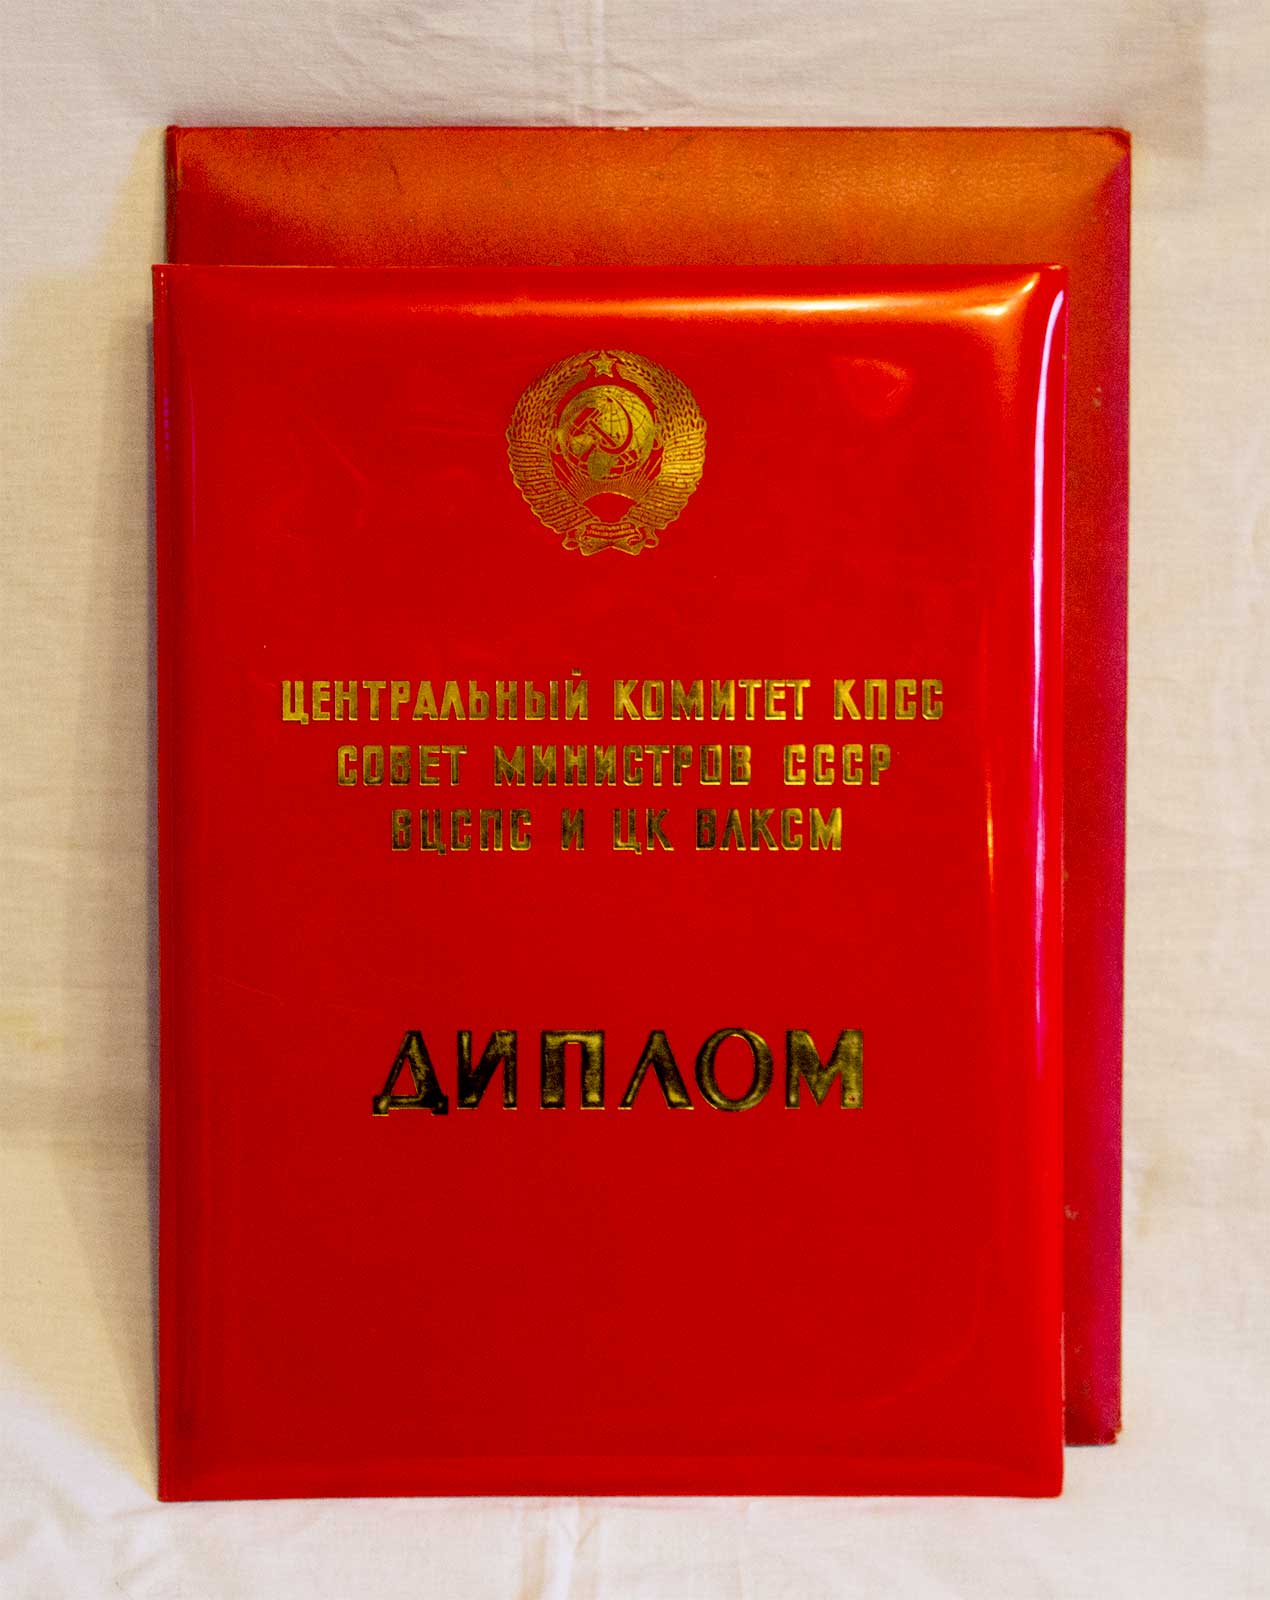 ЦЕНТРАЛЬНЫЙ КОМИТЕТ КПСС
СОВЕТ МИНИСТРОВ СССР
ВЦСПС И ЦК ВЛКСМ
ДИПЛОМ